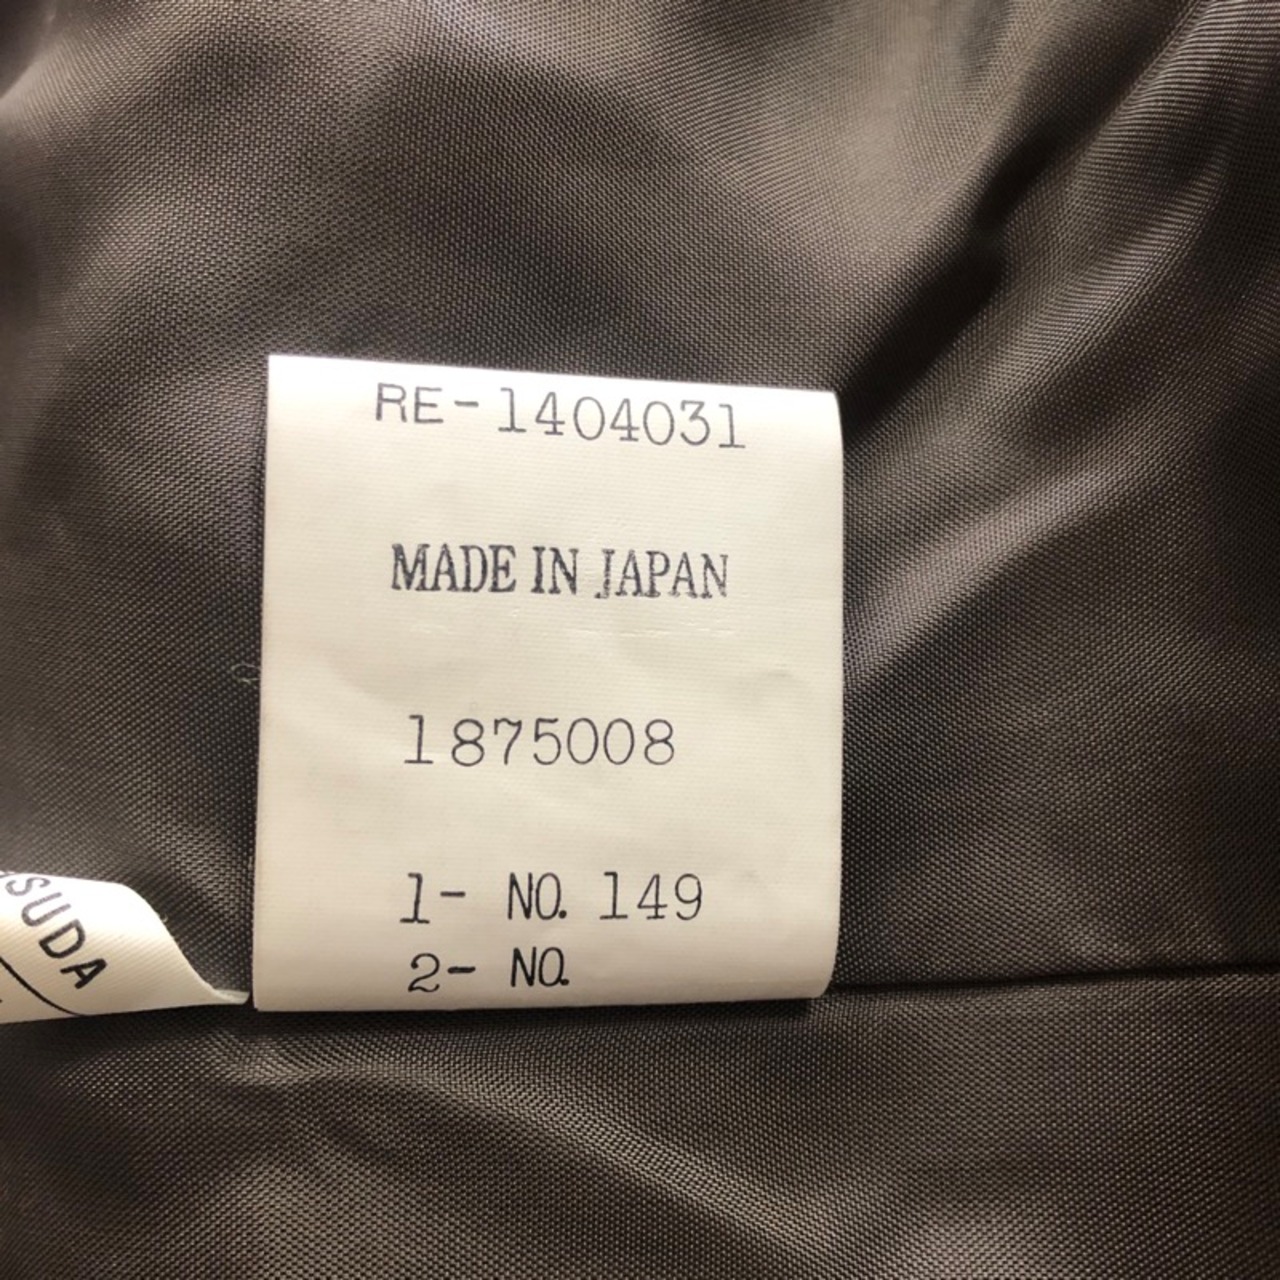 RE-1404031
MADE IN JAPAN
1875008
1- NO. 149
2- NO.
SUDA